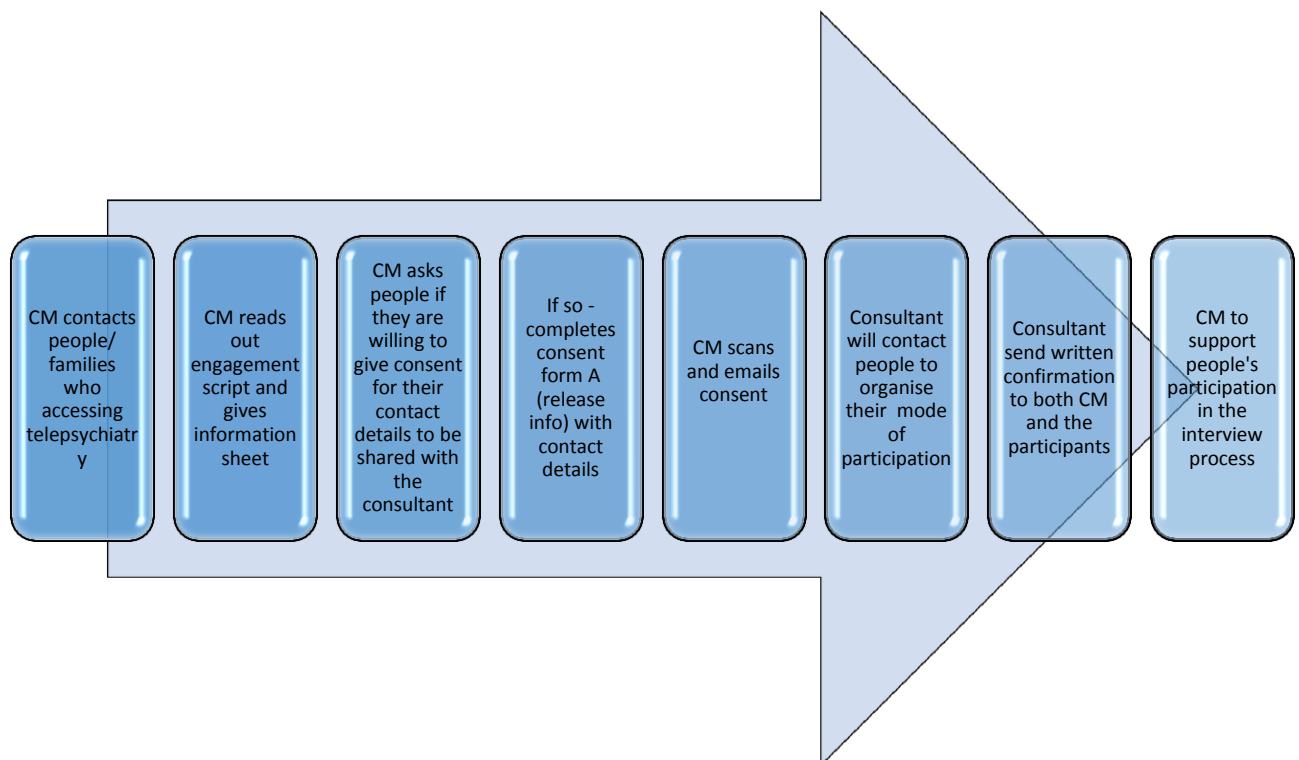 CM contacts
people/
families
who
accessing
telepsychiatr
y
CM reads
out
engagement
script and
gives
information
sheet
CM asks
people if
they are
willing to
give consent
for their
contact
details to be
shared with
the
consultant
If so -
completes
consent
form A
(release
info) with
contact
details
CM scans
and emails
consent
Consultant
will contact
people to
organise
their mode
of
participation
Consultant
send written
confirmation
to both CM
and the
participants
CM to
support
people's
participation
in the
interview
process